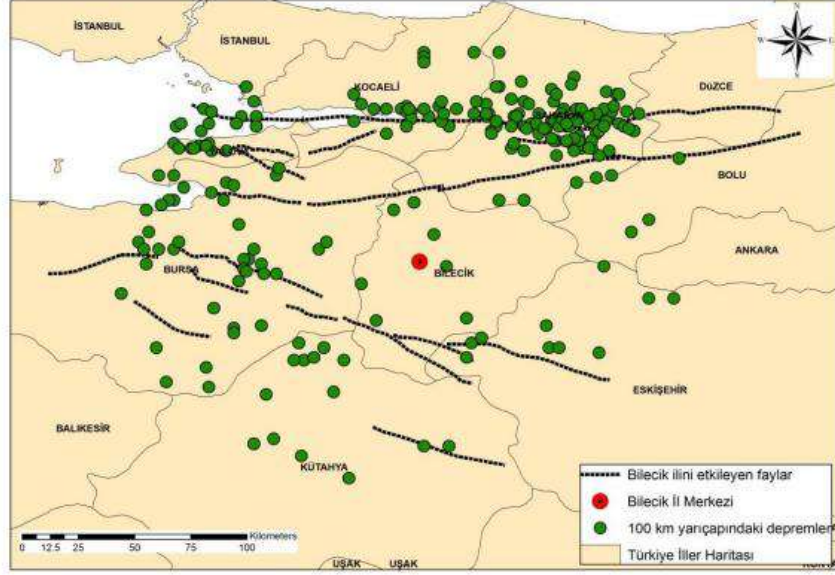 İSTANBUL
İSTANBUL
KOCAELİ
DÜZCE
BOLU
ANKARA
BURSA
BİLECİK
ESKİŞEHİR
BALIKESİR
KÜTAHYA
UŞAK UŞAK
N
W
S
Bilecik ilini etkileyen faylar
Bilecik İl Merkezi
100 km yarıçapındaki depremler
Türkiye İller Haritası
Kilometers
0 12.5 25 50 75 100